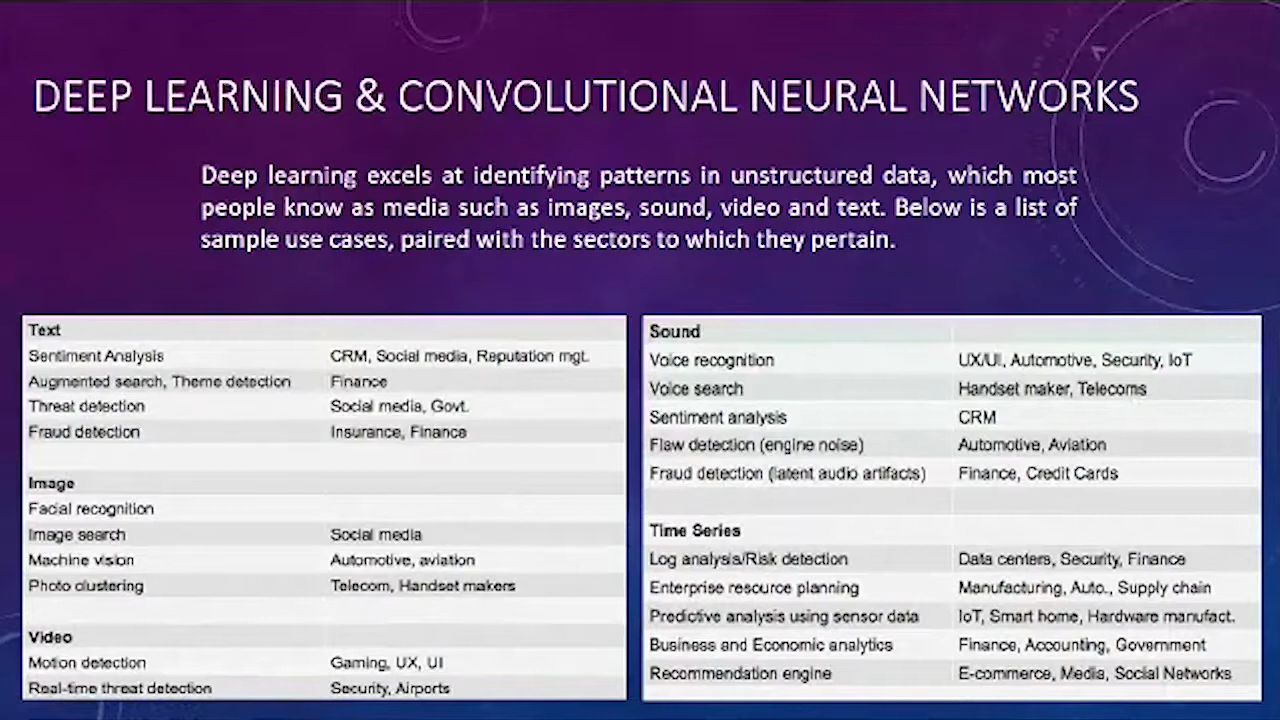 DEEP LEARNING & CONVOLUTIONAL NEURAL NETWORKS
Deep learning excels at identifying patterns in unstructured data, which most
people know as media such as images, sound, video and text. Below is a list of
sample use cases, paired with the sectors to which they pertain.
Text
Sentiment Analysis CRM, Social media, Reputation mgt.
Augmented search, Theme detection Finance
Threat detection Social media, Govt.
Fraud detection Insurance, Finance
Image
Facial recognition
Image search Social media
Machine vision Automotive, aviation
Photo clustering Telecom, Handset makers
Video
Motion detection Gaming, UX, UI
Real-time threat detection Security, Airports
Sound
Voice recognition UX/UI, Automotive, Security, IoT
Voice search Handset maker, Telecoms
Sentiment analysis CRM
Flaw detection (engine noise) Automotive, Aviation
Fraud detection (latent audio artifacts) Finance, Credit Cards
Time Series
Log analysis/Risk detection Data centers, Security, Finance
Enterprise resource planning Manufacturing, Auto., Supply chain
Predictive analysis using sensor data IoT, Smart home, Hardware manufact.
Business and Economic analytics Finance, Accounting, Government
Recommendation engine E-commerce, Media, Social Networks